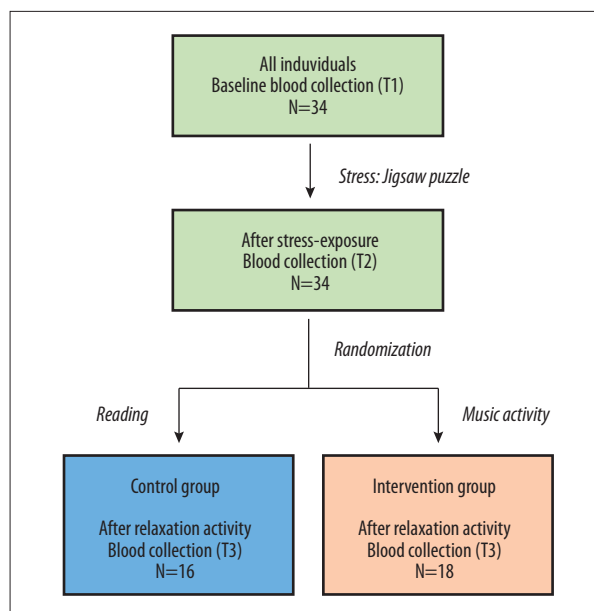 All induviduals
Baseline blood collection (T1)
N=34
Stress: Jigsaw puzzle
After stress-exposure
Blood collection (T2)
N=34
Randomization
Reading
Music activity
Control group
After relaxation activity
Blood collection (T3)
N=16
Intervention group
After relaxation activity
Blood collection (T3)
N=18